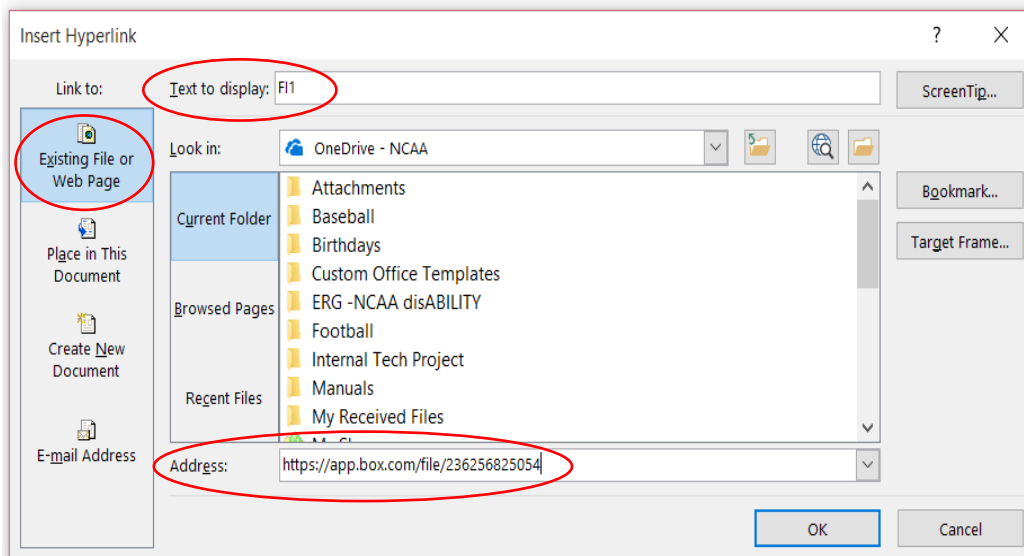 Insert Hyperlink
?
Link to:
Text to display: FI1
ScreenTip...
Existing File or
Web Page
Look in:
OneDrive - NCAA
Place in This
Document
Create New
Document
E-mail Address
Current Folder
Browsed Pages
Recent Files
Attachments
Baseball
Birthdays
Custom Office Templates
ERG -NCAA disABILITY
Football
Internal Tech Project
Manuals
My Received Files
Bookmark...
Target Frame...
Address: https://app.box.com/file/236256825054
OK
Cancel